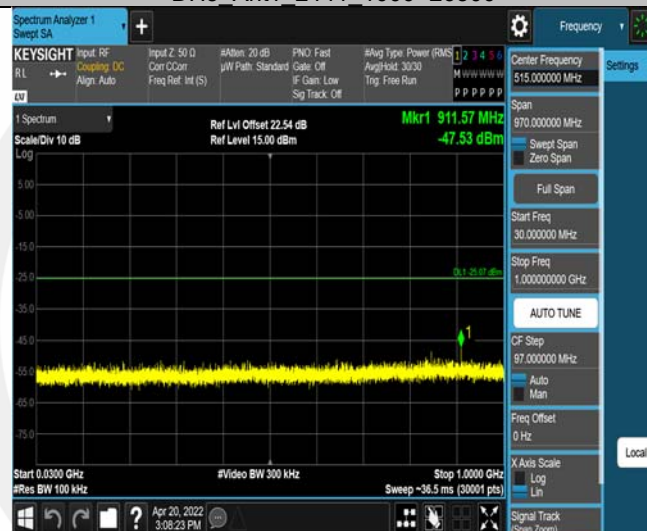 Spectrum Analyzer 1
Swept SA
+
Frequency
KEYSIGHT
RL
Input: RF
Coupling: DC
Align: Auto
Input Z: 50 Ω
Corr CCorr
Freq Ref: Int (S)
#Atten: 20 dB
µW Path: Standard
PNO: Fast
Gate: Off
IF Gain: Low
Sig Track: Off
#Avg Type: Power (RMS)
Avg|Hold: 30/30
Trig: Free Run
1 2 3 4 5 6
M W W W W W
P P P P P P
Center Frequency
515.000000 MHz
Settings
1 Spectrum
Scale/Div 10 dB
Log
Ref Lvl Offset 22.54 dB
Ref Level 15.00 dBm
Mkr1 911.57 MHz
-47.53 dBm
Span
970.000000 MHz
Swept Span
Zero Span
Full Span
Start Freq
30.000000 MHz
Stop Freq
1.000000000 GHz
AUTO TUNE
CF Step
97.000000 MHz
Auto
Man
Freq Offset
0 Hz
X Axis Scale
Log
Lin
Signal Track
(Span Zoom)
Local
5.00
-5.00
-15.0
-25.0
-35.0
-45.0
-55.0
-65.0
-75.0
DL1 -25.07 dBm
1
Start 0.0300 GHz
#Res BW 100 kHz
#Video BW 300 kHz
Stop 1.0000 GHz
Sweep ~36.5 ms (30001 pts)
?
Apr 20, 2022
3:08:23 PM